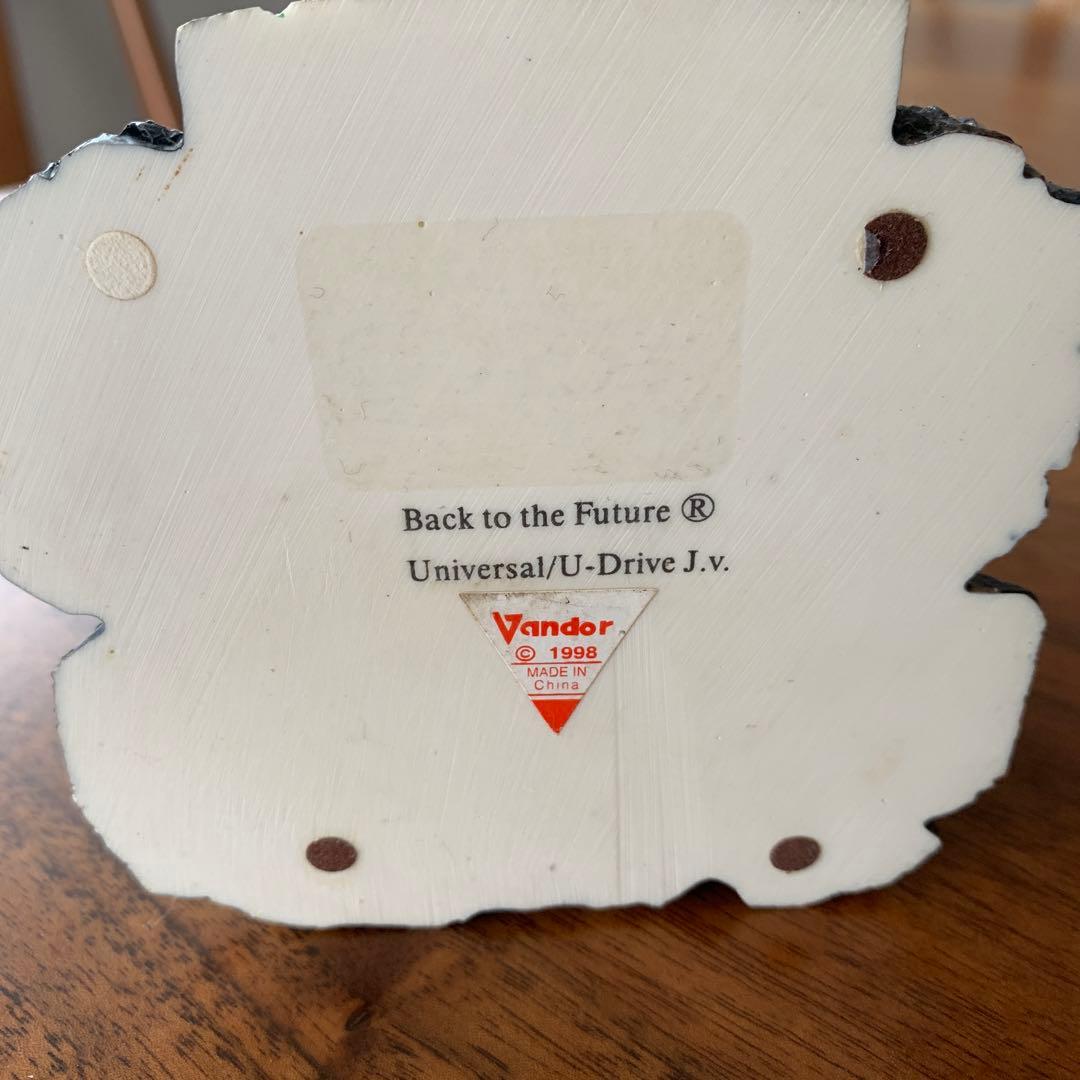 Back to the Future ®
Universal/U-Drive J.v.
Vandor
© 1998
MADE IN
China